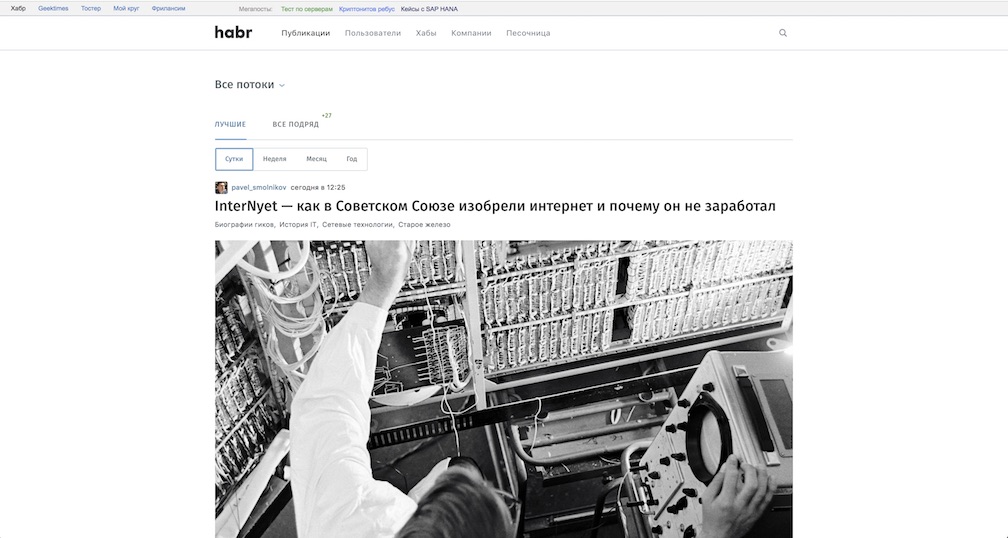 Хабр Geektimes Тостер Мой круг Фрилансим Мегапосты: Тест по серверам Криптонитов ребус Кейсы с SAP HANA
habr Публикации Пользователи Хабы Компании Песочница
Все потоки
ЛУЧШИЕ ВСЕ ПОДРЯД +27
Сутки Неделя Месяц Год
pavel_smolnikov сегодня в 12:25
InterNyet — как в Советском Союзе изобрели интернет и почему он не заработал
Биографии гиков, История IT, Сетевые технологии, Старое железо